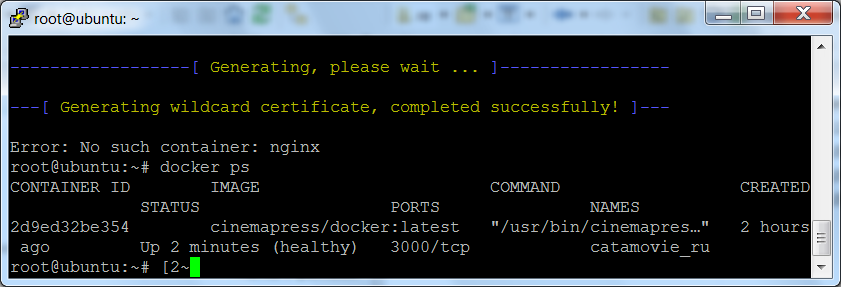 root@ubuntu: ~
------------------[ Generating, please wait ... ]-----------------
---[ Generating wildcard certificate, completed successfully! ]---
Error: No such container: nginx
root@ubuntu:~# docker ps
CONTAINER ID        IMAGE                       COMMAND                  CREATED
             STATUS                   PORTS               NAMES
2d9ed32be354        cinemapress/docker:latest   "/usr/bin/cinemapres…"   2 hours
 ago         Up 2 minutes (healthy)   3000/tcp            catamovie_ru
root@ubuntu:~# [2~